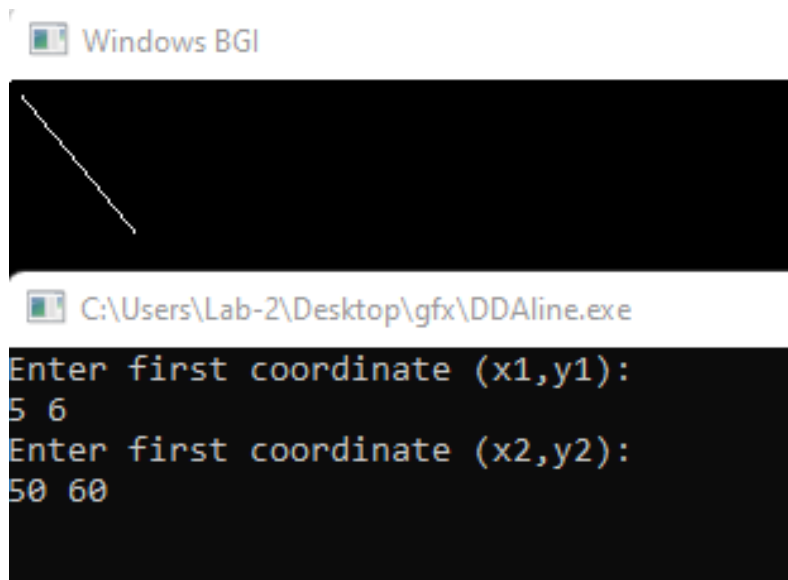 Windows BGI
C:\Users\Lab-2\Desktop\gfx\DDAline.exe
Enter first coordinate (x1,y1):
5 6
Enter first coordinate (x2,y2):
50 60